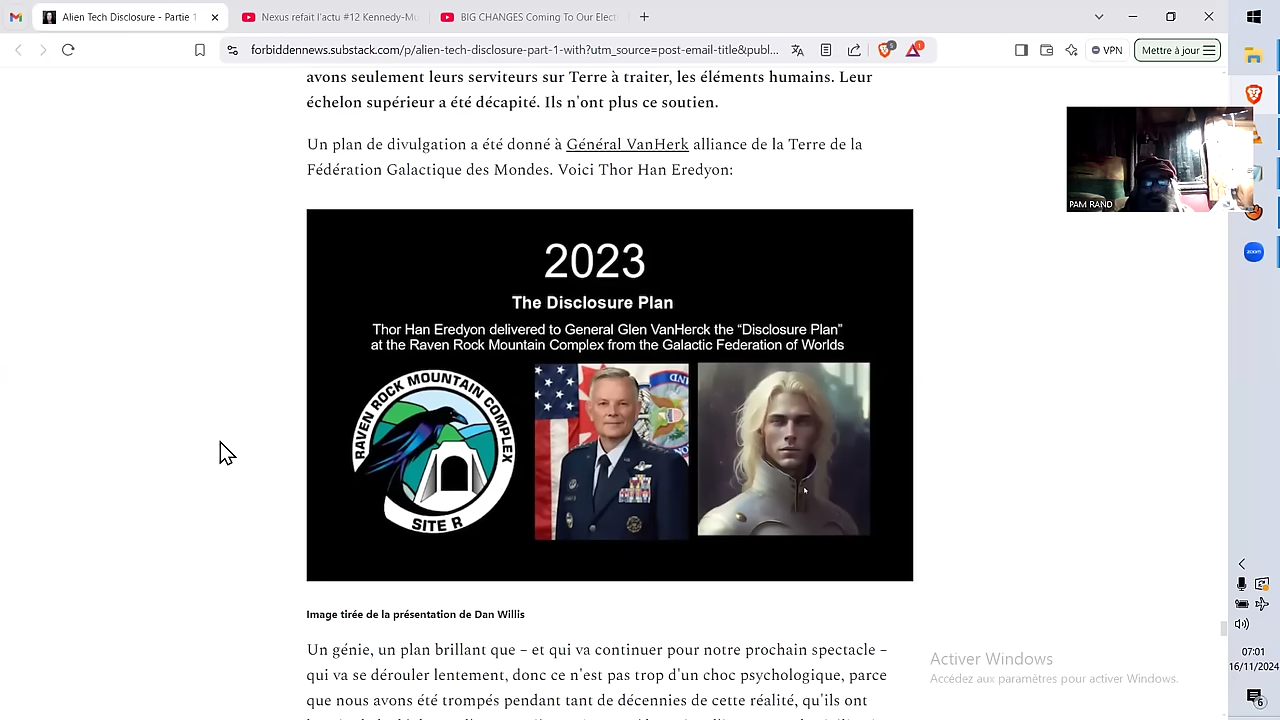 Alien Tech Disclosure - Partie 1
Nexus refait l'actu #12 Kennedy-Mu
BIG CHANGES Coming To Our Elect
forbiddennews.substack.com/p/alien-tech-disclosure-part-1-with?utm_source=post-email-title&publ...
5
1
VPN
Mettre à jour
avons seulement leurs serviteurs sur Terre à traiter, les éléments humains. Leur
échelon supérieur a été décapité. Ils n'ont plus ce soutien.
PAM RAND
Un plan de divulgation a été donné à Général VanHerk alliance de la Terre de la
Fédération Galactique des Mondes. Voici Thor Han Eredyon:
zoom
2023
The Disclosure Plan
Thor Han Eredyon delivered to General Glen VanHerck the “Disclosure Plan”
at the Raven Rock Mountain Complex from the Galactic Federation of Worlds
RAVEN ROCK MOUNTAIN COMPLEX
SITE R
Image tirée de la présentation de Dan Willis
Un génie, un plan brillant que – et qui va continuer pour notre prochain spectacle –
qui va se dérouler lentement, donc ce n'est pas trop d'un choc psychologique, parce
que nous avons été trompés pendant tant de décennies de cette réalité, qu'ils ont
Activer Windows
Accédez aux paramètres pour activer Windows.
07:01
16/11/2024
6